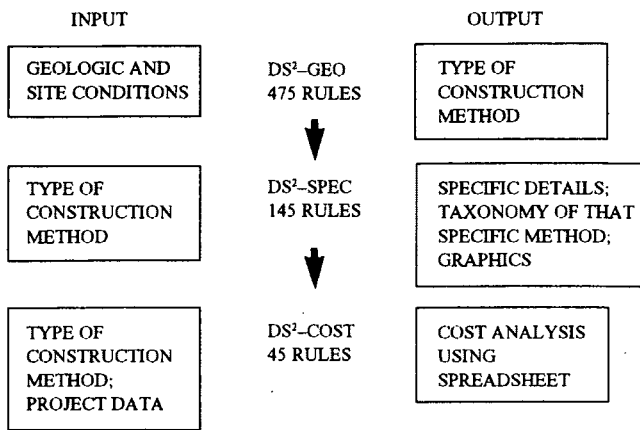 INPUT
OUTPUT
GEOLOGIC AND
SITE CONDITIONS
DS²–GEO
475 RULES
TYPE OF
CONSTRUCTION
METHOD
TYPE OF
CONSTRUCTION
METHOD
DS²–SPEC
145 RULES
SPECIFIC DETAILS;
TAXONOMY OF THAT
SPECIFIC METHOD;
GRAPHICS
TYPE OF
CONSTRUCTION
METHOD;
PROJECT DATA
DS²–COST
45 RULES
COST ANALYSIS
USING
SPREADSHEET